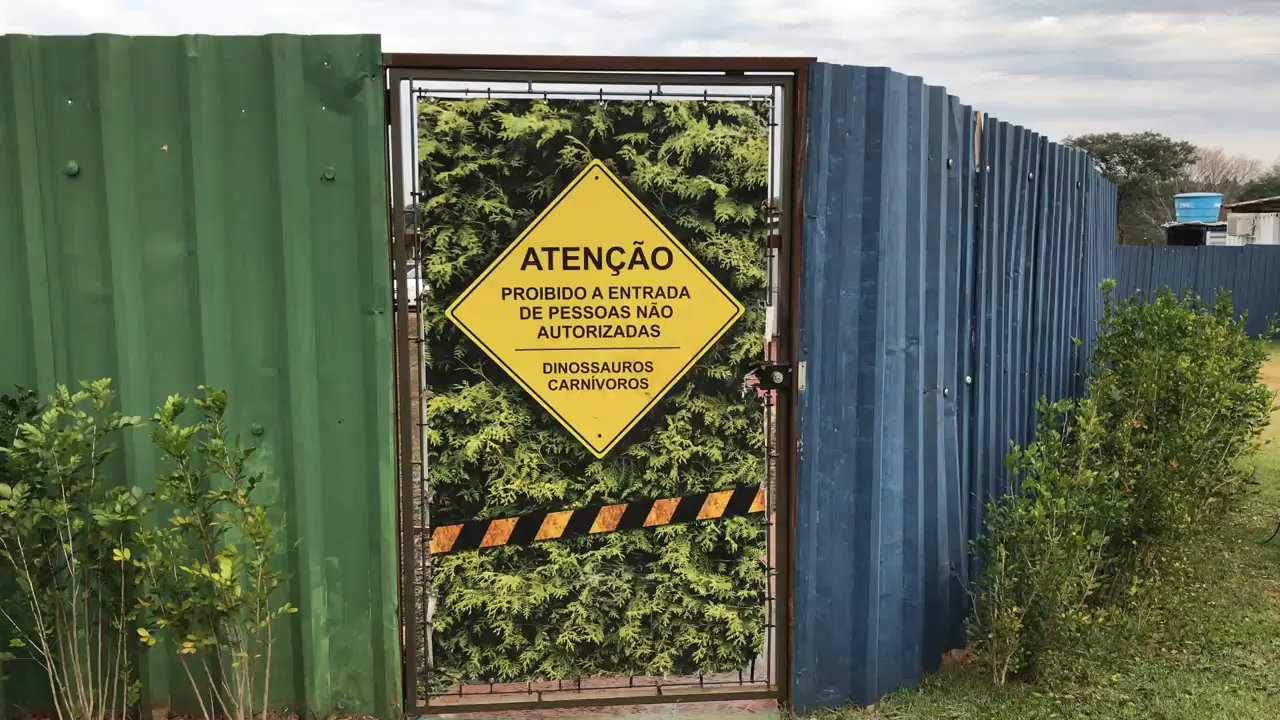 ATENÇÃO
PROIBIDO A ENTRADA
DE PESSOAS NÃO
AUTORIZADAS
DINOSSAUROS
CARNÍVOROS